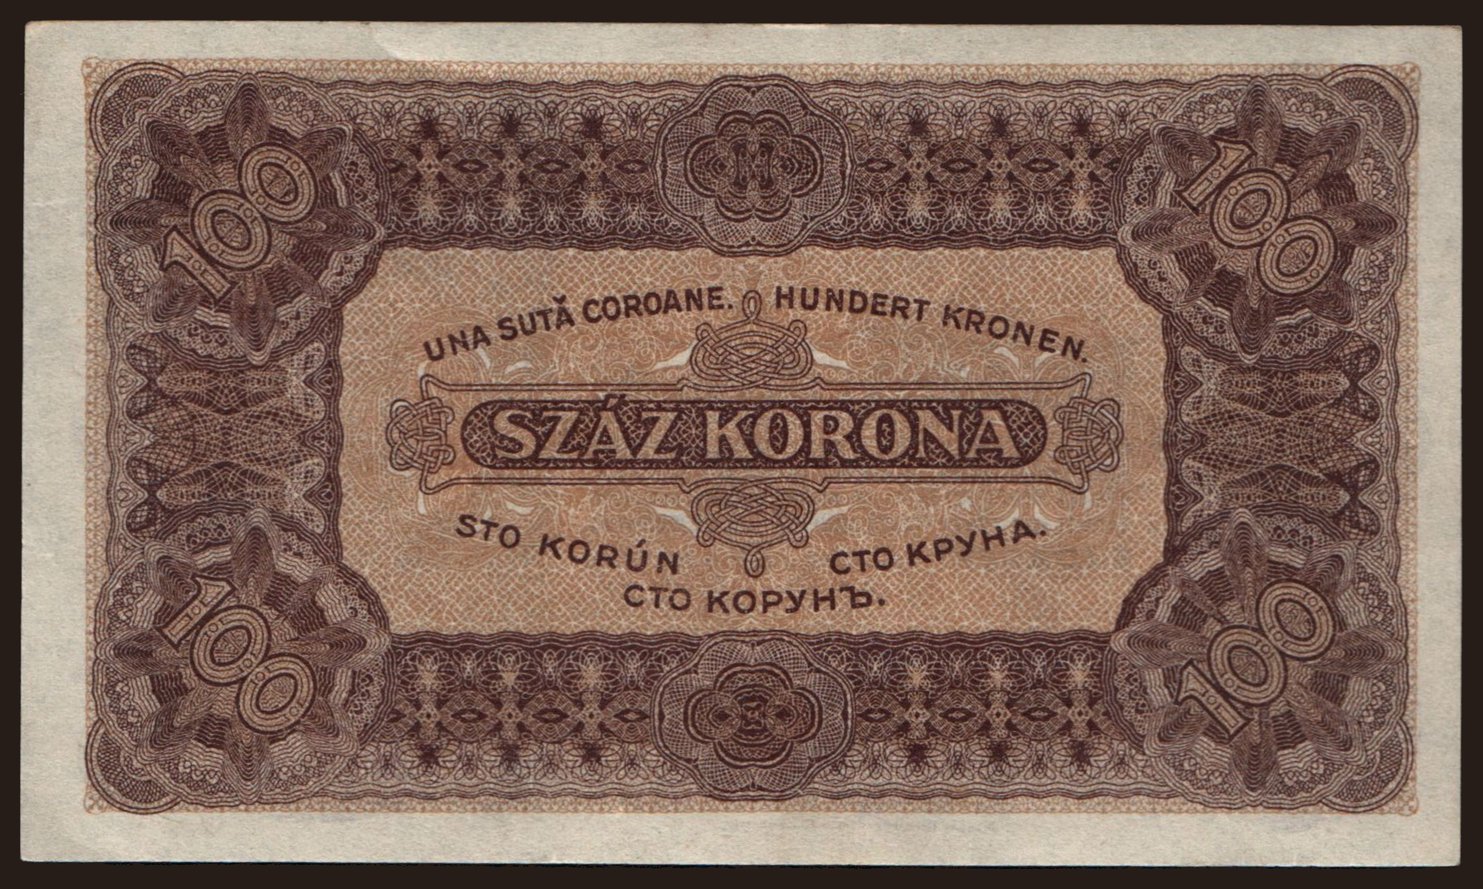 100
100
UNA SUTĂ COROANE.
HUNDERT KRONEN.
SZÁZ KORONA
STO KORÚN
СТО КРУНА.
СТО КОРУНЪ.
100
100